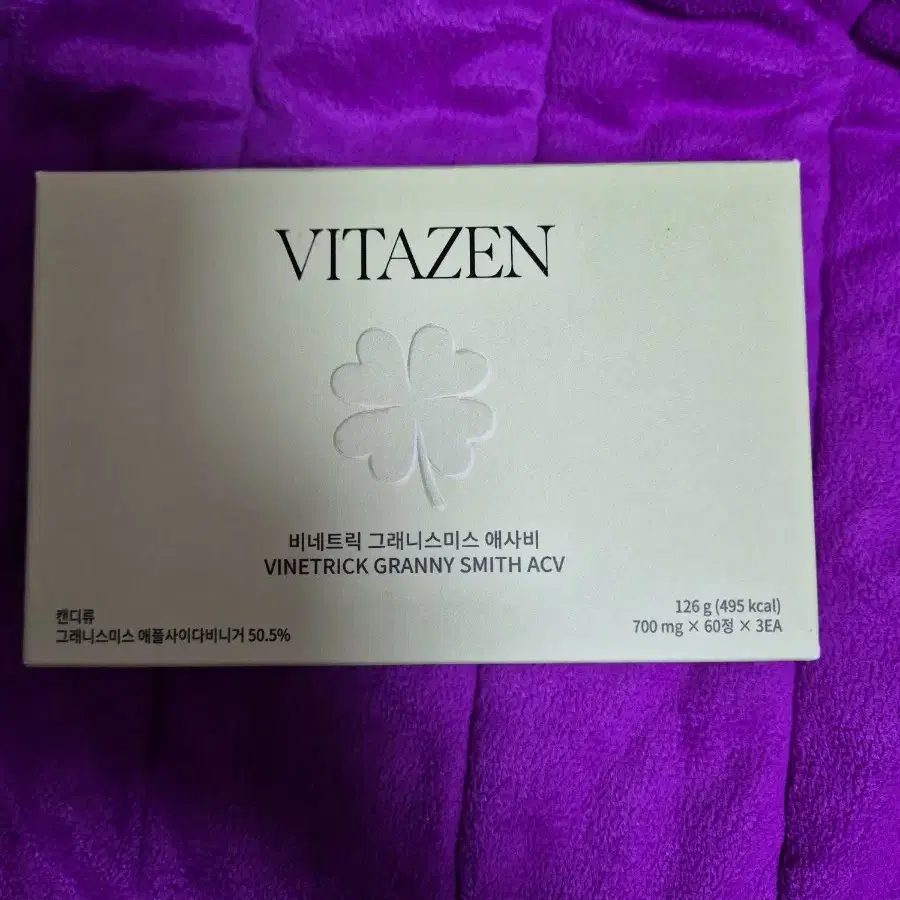 VITAZEN
비네트릭 그래니스미스 애사비
VINETRICK GRANNY SMITH ACV
캔디류
그래니스미스 애플사이다비니거 50.5%
126 g (495 kcal)
700 mg × 60정 × 3EA